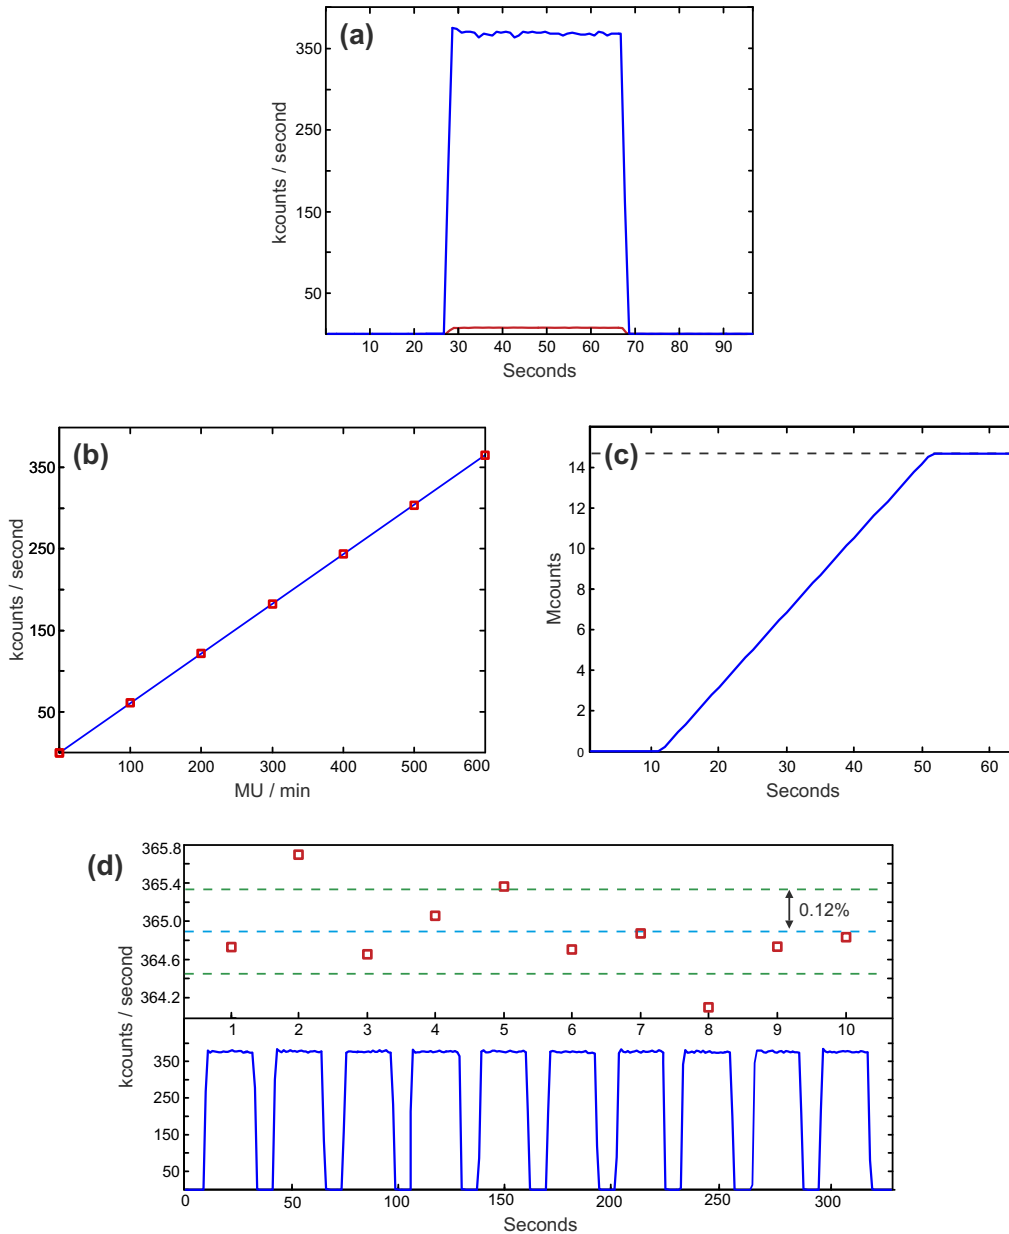 (a)
350
250
150
50
kcounts / second
10 20 30 40 50 60 70 80 90
Seconds
(b)
350
250
150
50
kcounts / second
100 200 300 400 500 600
MU / min
(c)
14
12
10
8
6
4
2
0
Mcounts
10 20 30 40 50 60
Seconds
(d)
365.8
365.4
365.0
364.6
364.2
0.12%
1 2 3 4 5 6 7 8 9 10
kcounts / second
350
250
150
50
0 50 100 150 200 250 300
Seconds